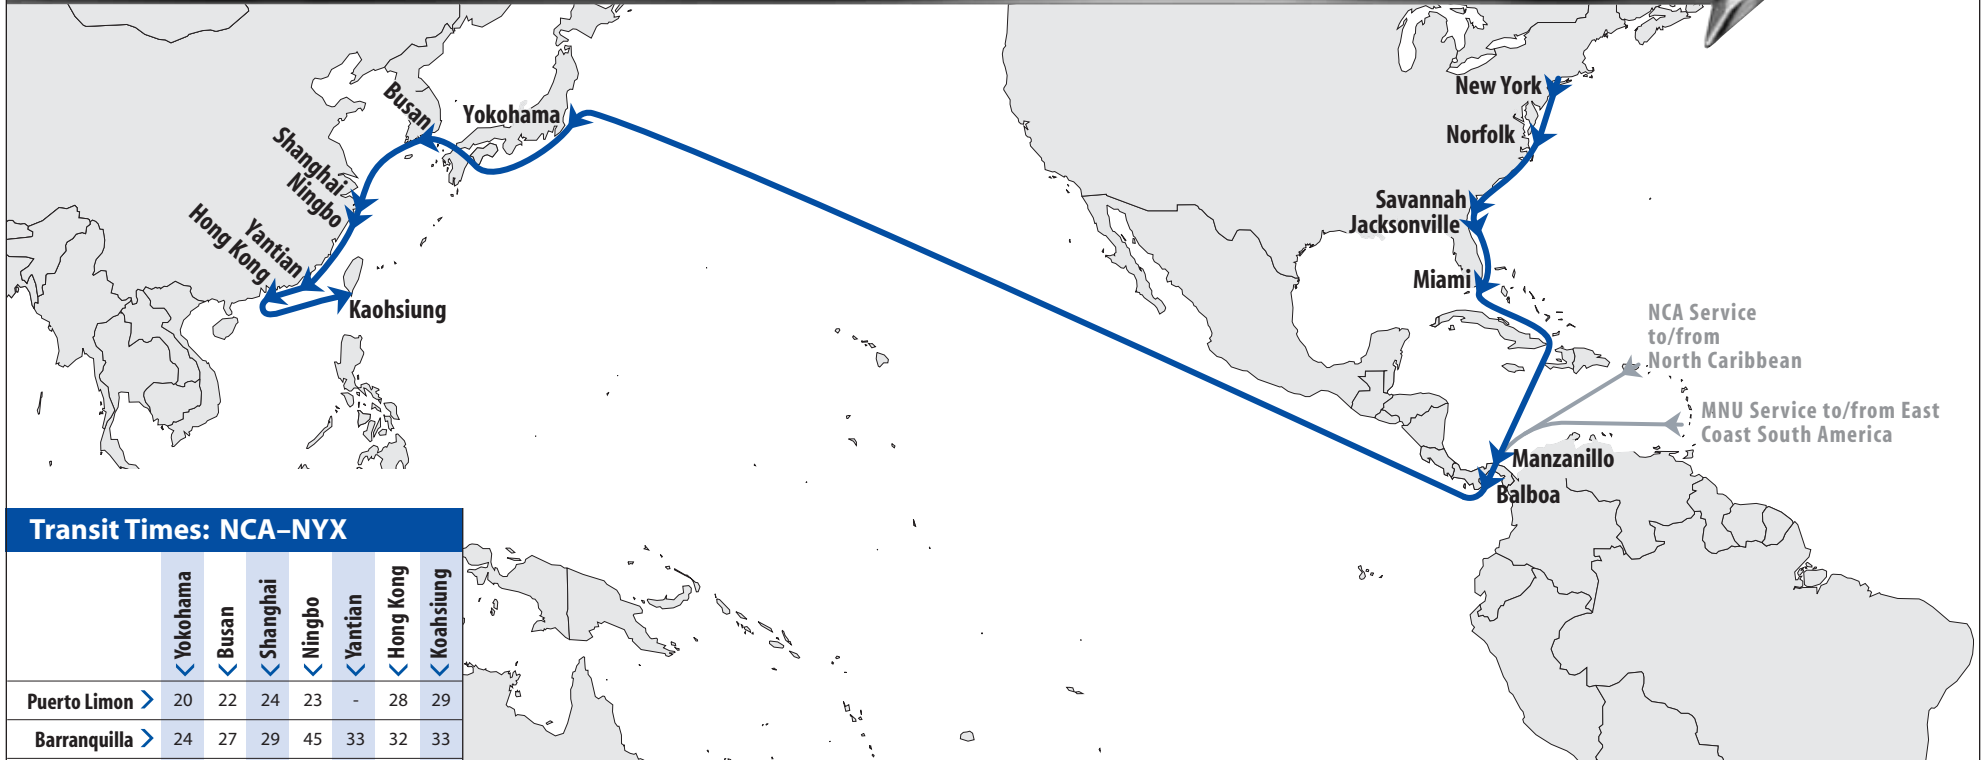 New York
Busan
Yokohama
Norfolk
Shanghai
Ningbo
Savannah
Jacksonville
Hong Kong
Yantian
Miami
Kaohsiung
NCA Service
to/from
North Caribbean
MNU Service to/from East
Coast South America
Manzanillo
Balboa
Transit Times: NCA–NYX
Yokohama
Busan
Shanghai
Ningbo
Yantian
Hong Kong
Koahsiung
Puerto Limon 20 22 24 23 - 28 29
Barranquilla 24 27 29 45 33 32 33